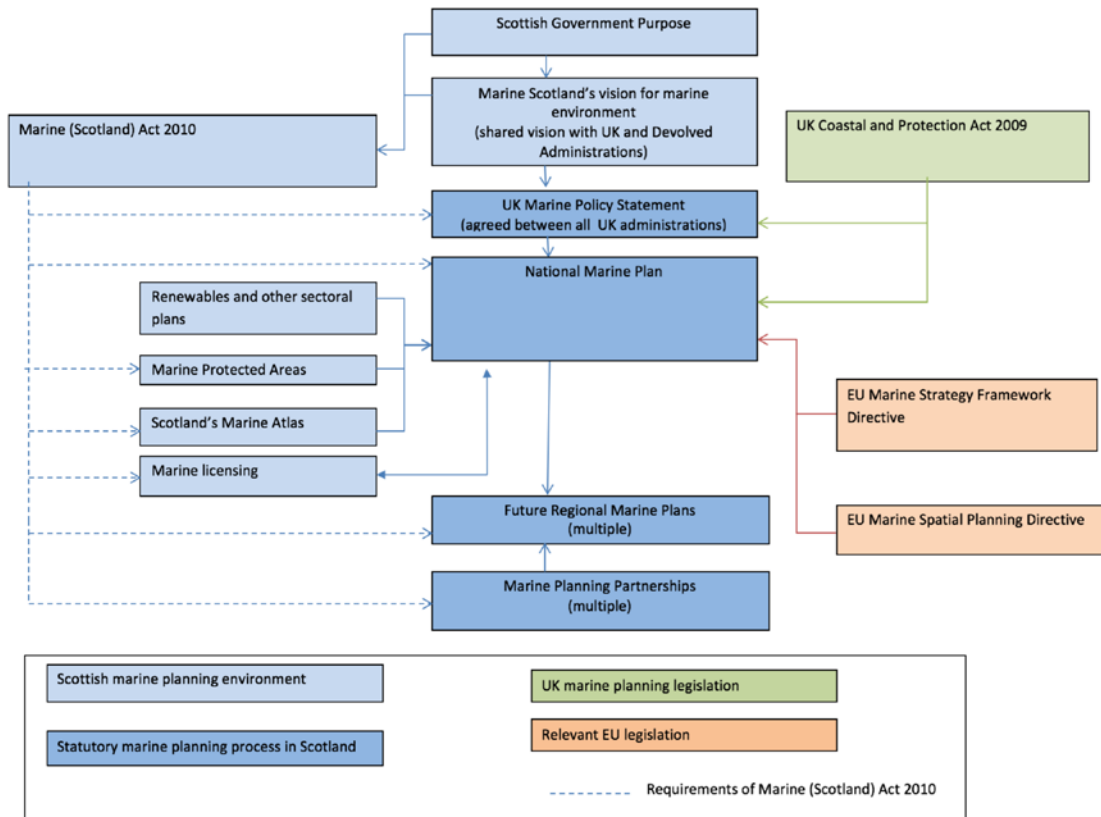 Scottish Government Purpose
Marine Scotland's vision for marine
environment
(shared vision with UK and Devolved
Administrations)
Marine (Scotland) Act 2010
UK Coastal and Protection Act 2009
UK Marine Policy Statement
(agreed between all UK administrations)
National Marine Plan
Renewables and other sectoral
plans
Marine Protected Areas
Scotland's Marine Atlas
Marine licensing
EU Marine Strategy Framework
Directive
Future Regional Marine Plans
(multiple)
EU Marine Spatial Planning Directive
Marine Planning Partnerships
(multiple)
Scottish marine planning environment
UK marine planning legislation
Statutory marine planning process in Scotland
Relevant EU legislation
Requirements of Marine (Scotland) Act 2010